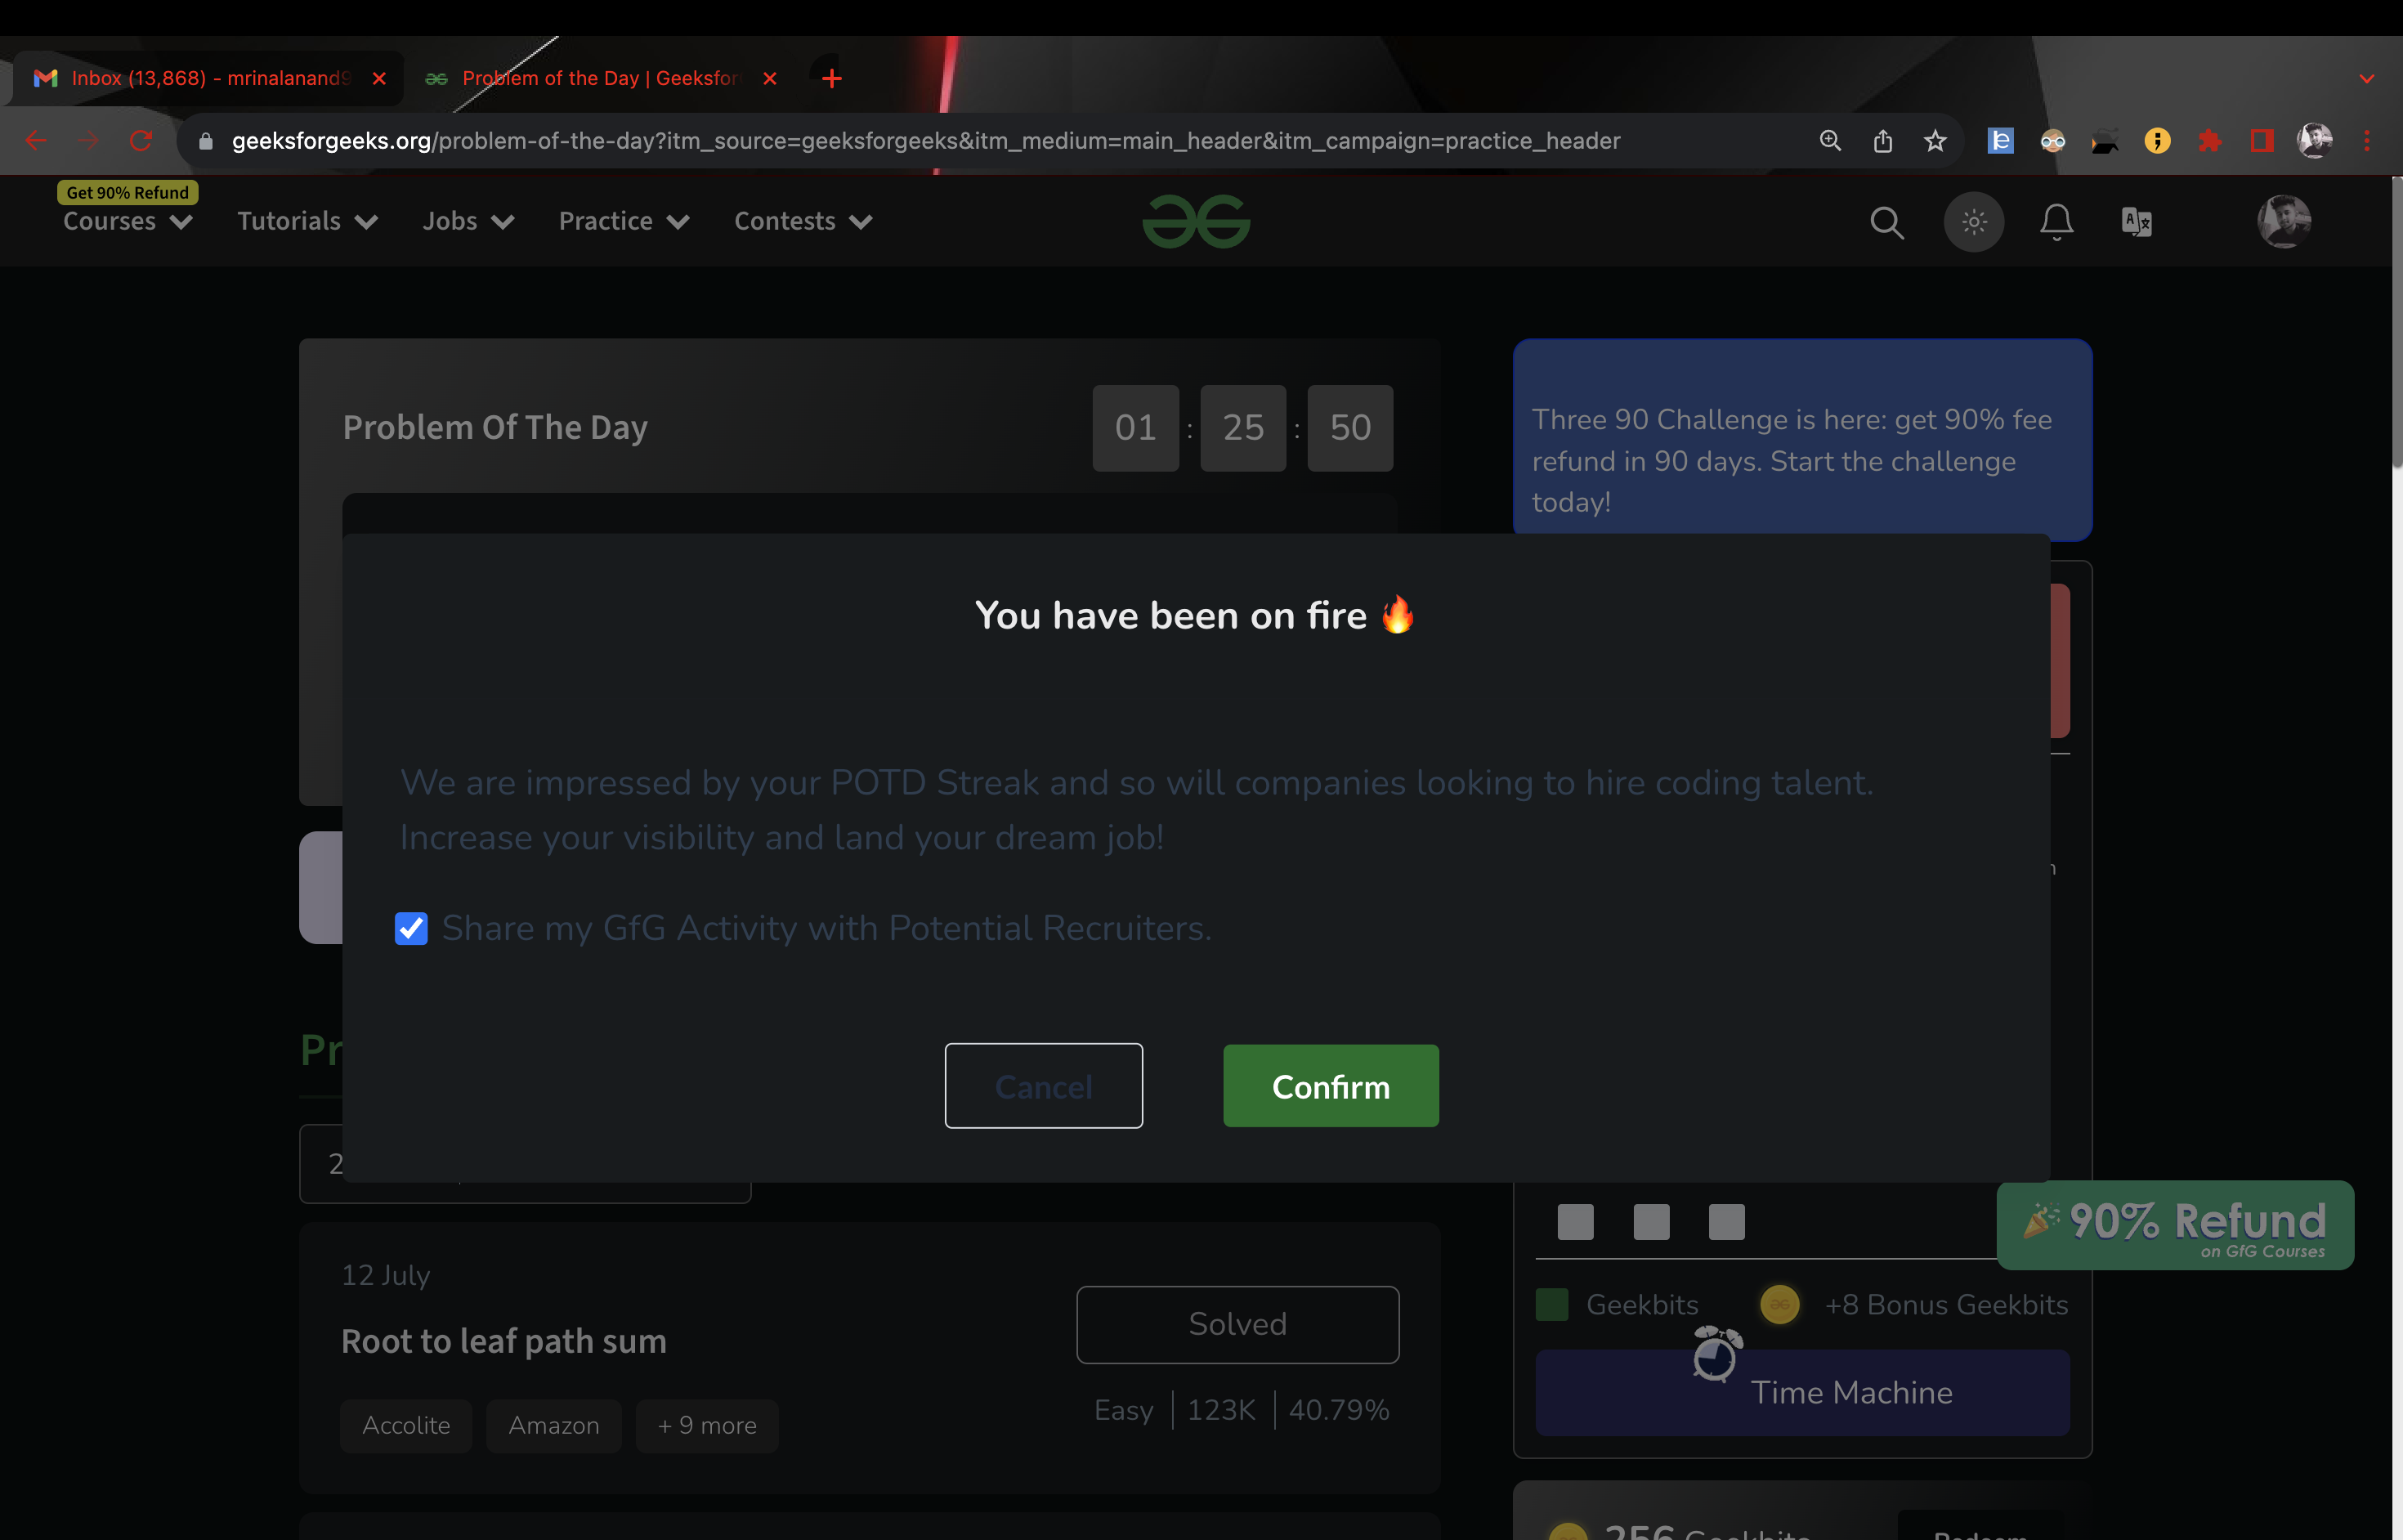 Inbox (13,868) - mrinalanand9
Problem of the Day | Geeksfor
geeksforgeeks.org/problem-of-the-day?itm_source=geeksforgeeks&itm_medium=main_header&itm_campaign=practice_header
Get 90% Refund
Courses Tutorials Jobs Practice Contests
Problem Of The Day
01 : 25 : 50
Three 90 Challenge is here: get 90% fee
refund in 90 days. Start the challenge
today!
You have been on fire 🔥
We are impressed by your POTD Streak and so will companies looking to hire coding talent.
Increase your visibility and land your dream job!
Share my GfG Activity with Potential Recruiters.
Cancel Confirm
Pr
2
90% Refund
on GfG Courses
12 July
Root to leaf path sum
Solved
Accolite Amazon + 9 more
Easy | 123K | 40.79%
Geekbits +8 Bonus Geekbits
Time Machine
256 Geekbits